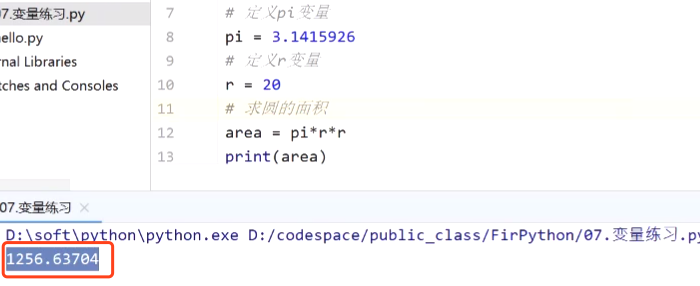 07.变量练习.py
ello.py
rnal Libraries
tches and Consoles
7 # 定义pi变量
8 pi = 3.1415926
9 # 定义r变量
10 r = 20
11 # 求圆的面积
12 area = pi*r*r
13 print(area)
07.变量练习 ×
D:\soft\python\python.exe D:/codespace/public_class/FirPython/07.变量练习.py
1256.63704